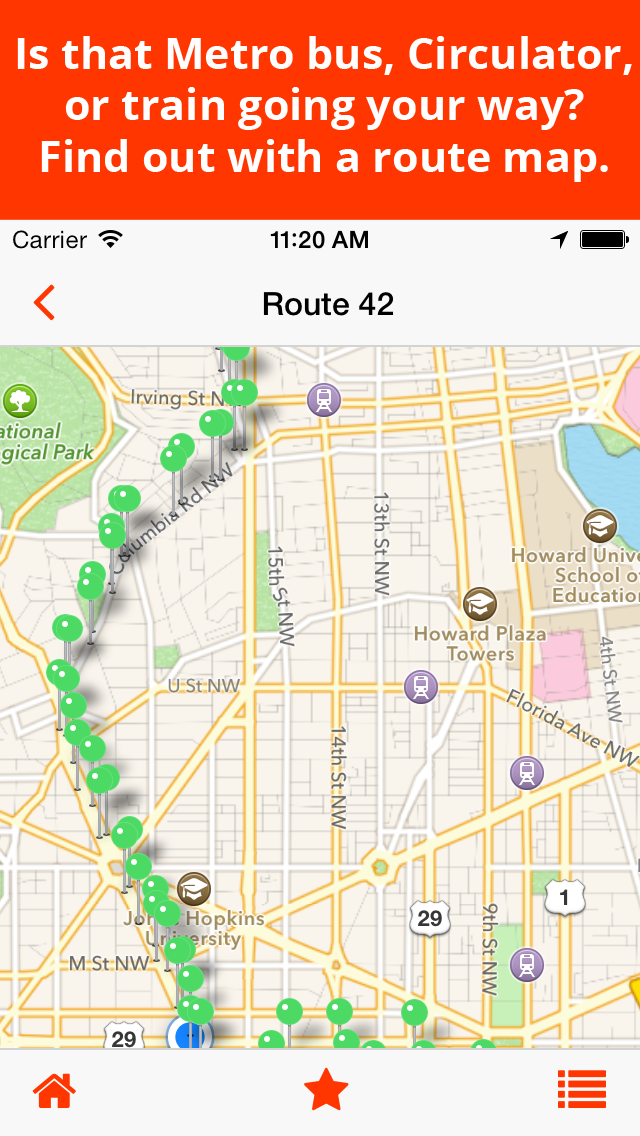 Is that Metro bus, Circulator,
or train going your way?
Find out with a route map.
Carrier
11:20 AM
Route 42
Irving St N
ational
gical Park
Columbia Rd NW
13th St NW
15th St NW
Howard Unive
School of
Education
Howard Plaza
Towers
4th St NW
U St NW
Florida Ave NW
14th St NW
Hopkins
University
9th St NW
1
29
M St NW
29